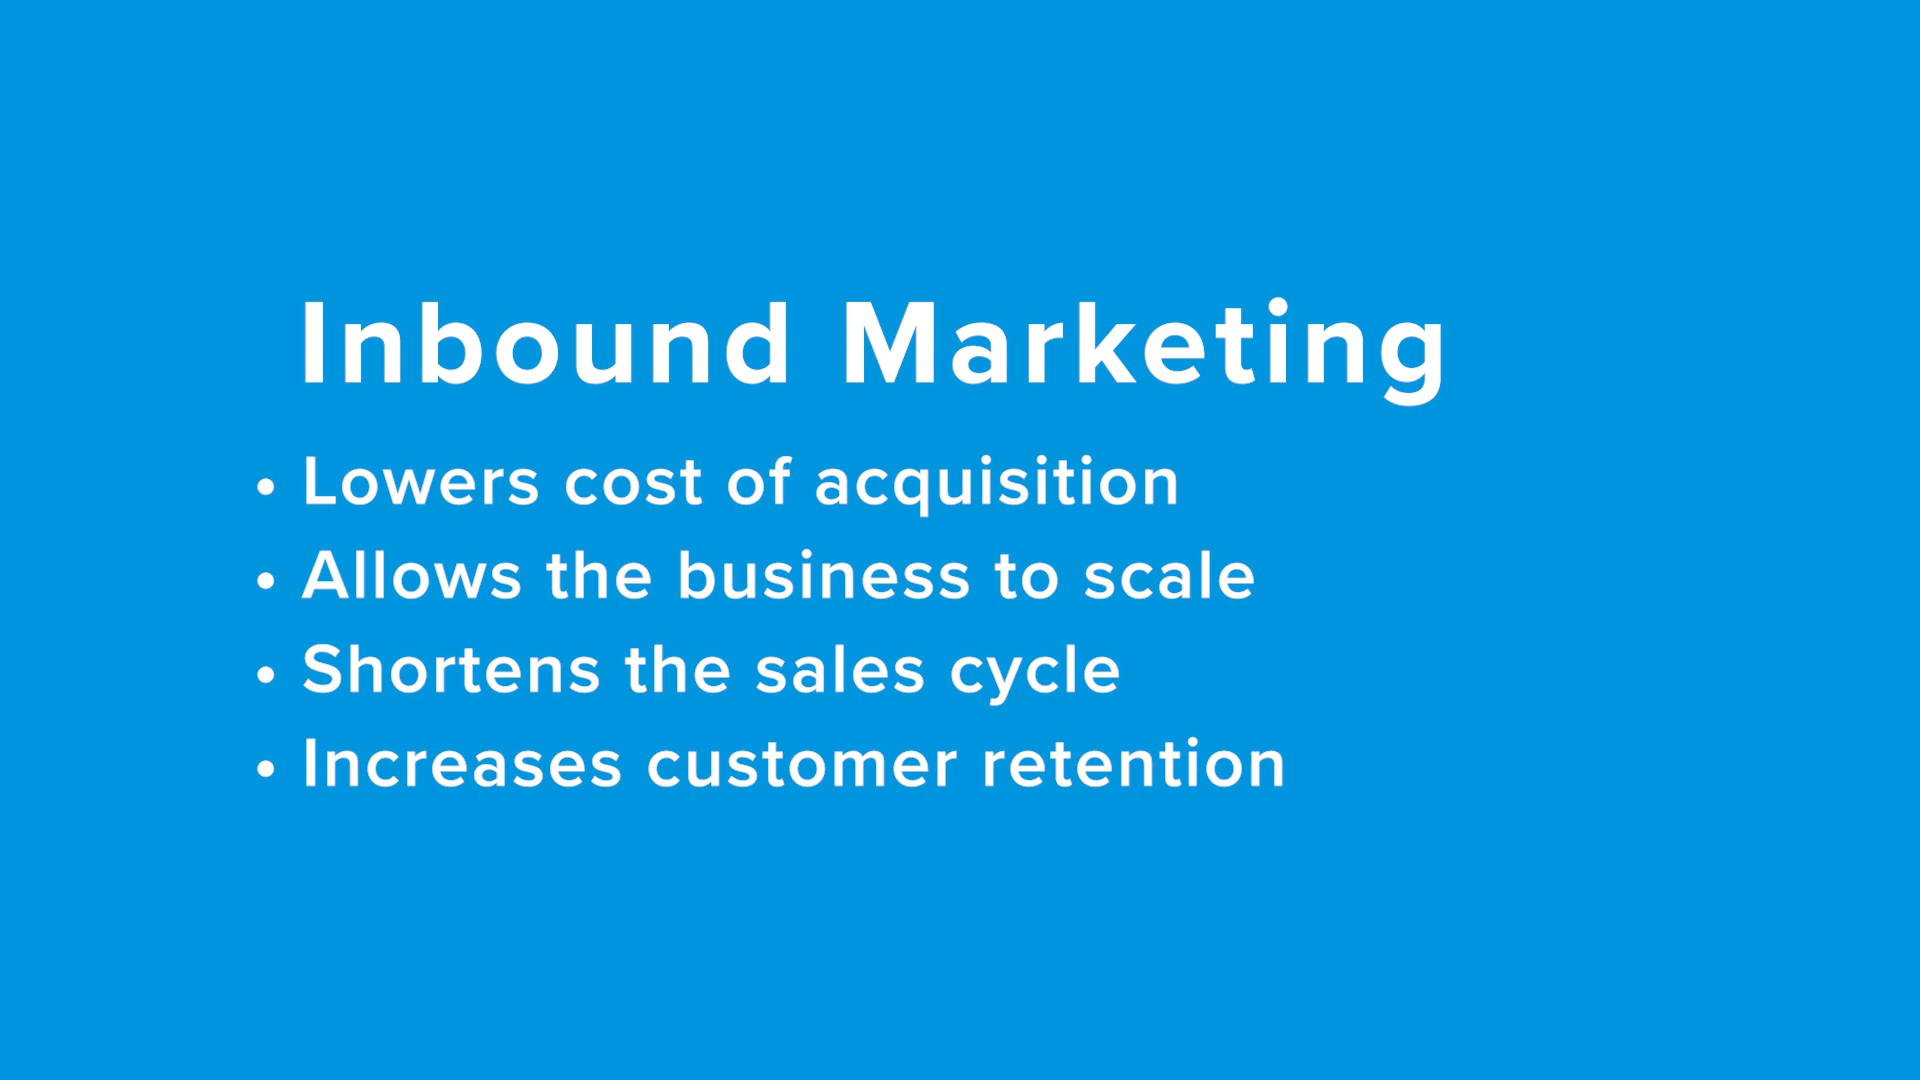 Inbound Marketing
• Lowers cost of acquisition
• Allows the business to scale
• Shortens the sales cycle
• Increases customer retention